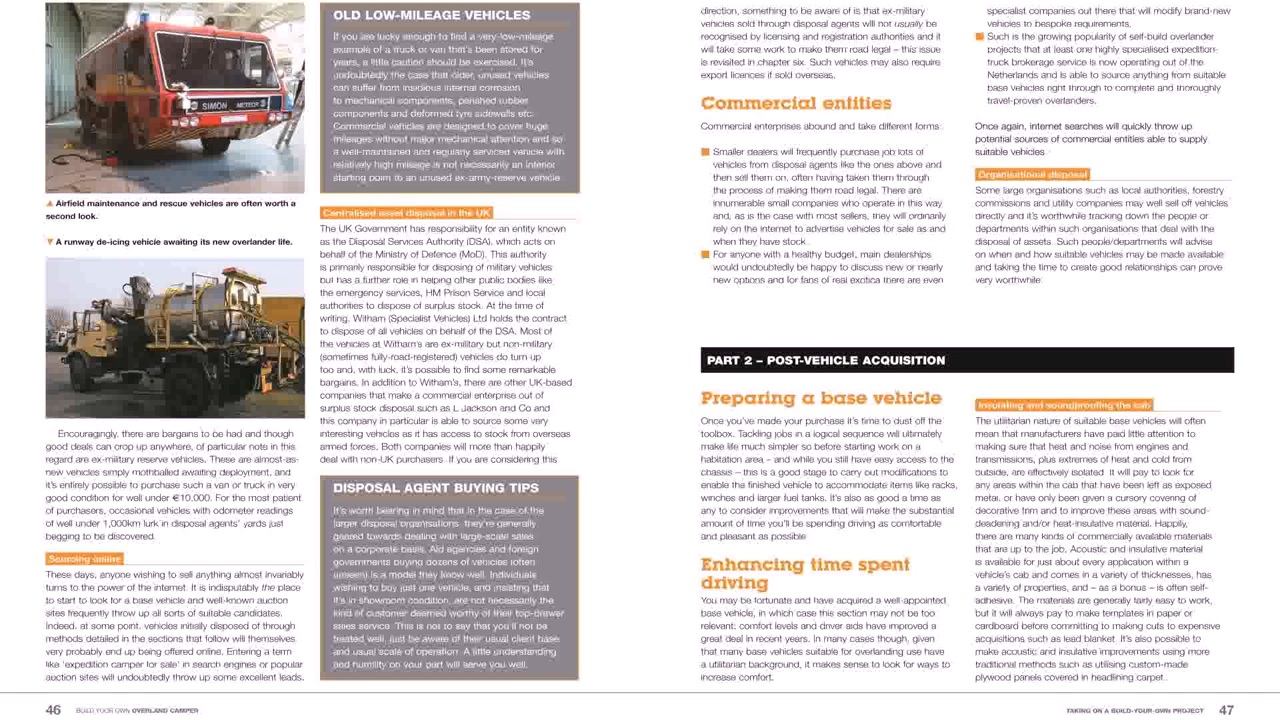 SIMON METEOR
▲ Airfield maintenance and rescue vehicles are often worth a
second look.
▼ A runway de-icing vehicle awaiting its new overlander life.
Encouragingly, there are bargains to be had and though
good deals can crop up anywhere, of particular note in this
regard are ex-military reserve vehicles. These are almost-as-
new vehicles simply mothballed awaiting deployment, and
it's entirely possible to purchase such a van or truck in very
good condition for well under €10,000. For the most patient
of purchasers, occasional vehicles with odometer readings
of well under 1,000km lurk in disposal agents' yards just
begging to be discovered.
Sourcing online
These days, anyone wishing to sell anything almost invariably
turns to the power of the internet. It is indisputably the place
to start to look for a base vehicle and well-known auction
sites frequently throw up all sorts of suitable candidates.
Indeed, at some point, vehicles initially disposed of through
methods detailed in the sections that follow will themselves
very probably end up being offered online. Entering a term
like 'expedition camper for sale' in search engines or popular
auction sites will undoubtedly throw up some excellent leads.
OLD LOW-MILEAGE VEHICLES
If you are lucky enough to find a very-low-mileage
example of a truck or van that's been stored for
years, a little caution should be exercised. It's
undoubtedly the case that older, unused vehicles
can suffer from insidious internal corrosion
to mechanical components, perished rubber
components and deformed tyre sidewalls etc.
Commercial vehicles are designed to cover huge
mileages without major mechanical attention and so
a well-maintained and regularly serviced vehicle with
relatively high mileage is not necessarily an inferior
starting point to an unused ex-army-reserve vehicle.
Centralised asset disposal in the UK
The UK Government has responsibility for an entity known
as the Disposal Services Authority (DSA), which acts on
behalf of the Ministry of Defence (MoD). This authority
is primarily responsible for disposing of military vehicles
but has a further role in helping other public bodies like
the emergency services, HM Prison Service and local
authorities to dispose of surplus stock. At the time of
writing, Witham (Specialist Vehicles) Ltd holds the contract
to dispose of all vehicles on behalf of the DSA. Most of
the vehicles at Witham's are ex-military but non-military
(sometimes fully-road-registered) vehicles do turn up
too and, with luck, it's possible to find some remarkable
bargains. In addition to Witham's, there are other UK-based
companies that make a commercial enterprise out of
surplus stock disposal such as L Jackson and Co and
this company in particular is able to source some very
interesting vehicles as it has access to stock from overseas
armed forces. Both companies will more than happily
deal with non-UK purchasers. If you are considering this
DISPOSAL AGENT BUYING TIPS
It's worth bearing in mind that in the case of the
larger disposal organisations, they're generally
geared towards dealing with large-scale sales
on a corporate basis. Aid agencies and foreign
governments buying dozens of vehicles (often
unseen) is a model they know well. Individuals
wishing to buy just one vehicle, and insisting that
it's in showroom condition, are not necessarily the
kind of customer deemed worthy of their top-drawer
sales service. This is not to say that you'll not be
treated well, just be aware of their usual client base
and usual scale of operation. A little understanding
and humility on your part will serve you well.
46 BUILD YOUR OWN OVERLAND CAMPER
direction, something to be aware of is that ex-military
vehicles sold through disposal agents will not usually be
recognised by licensing and registration authorities and it
will take some work to make them road legal – this issue
is revisited in chapter six. Such vehicles may also require
export licences if sold overseas.
Commercial entities
Commercial enterprises abound and take different forms:
■ Smaller dealers will frequently purchase job lots of
vehicles from disposal agents like the ones above and
then sell them on, often having taken them through
the process of making them road legal. There are
innumerable small companies who operate in this way
and, as is the case with most sellers, they will ordinarily
rely on the internet to advertise vehicles for sale as and
when they have stock.
■ For anyone with a healthy budget, main dealerships
would undoubtedly be happy to discuss new or nearly
new options and for fans of real exotica there are even
specialist companies out there that will modify brand-new
vehicles to bespoke requirements.
■ Such is the growing popularity of self-build overlander
projects that at least one highly specialised expedition-
truck brokerage service is now operating out of the
Netherlands and is able to source anything from suitable
base vehicles right through to complete and thoroughly
travel-proven overlanders.
Once again, internet searches will quickly throw up
potential sources of commercial entities able to supply
suitable vehicles.
Organisational disposal
Some large organisations such as local authorities, forestry
commissions and utility companies may well sell off vehicles
directly and it's worthwhile tracking down the people or
departments within such organisations that deal with the
disposal of assets. Such people/departments will advise
on when and how suitable vehicles may be made available
and taking the time to create good relationships can prove
very worthwhile.
PART 2 – POST-VEHICLE ACQUISITION
Preparing a base vehicle
Once you've made your purchase it's time to dust off the
toolbox. Tackling jobs in a logical sequence will ultimately
make life much simpler so before starting work on a
habitation area – and while you still have easy access to the
chassis – this is a good stage to carry out modifications to
enable the finished vehicle to accommodate items like racks,
winches and larger fuel tanks. It's also as good a time as
any to consider improvements that will make the substantial
amount of time you'll be spending driving as comfortable
and pleasant as possible.
Enhancing time spent
driving
You may be fortunate and have acquired a well-appointed
base vehicle, in which case this section may not be too
relevant; comfort levels and driver aids have improved a
great deal in recent years. In many cases though, given
that many base vehicles suitable for overlanding use have
a utilitarian background, it makes sense to look for ways to
increase comfort.
Insulating and soundproofing the cab
The utilitarian nature of suitable base vehicles will often
mean that manufacturers have paid little attention to
making sure that heat and noise from engines and
transmissions, plus extremes of heat and cold from
outside, are effectively isolated. It will pay to look for
any areas within the cab that have been left as exposed
metal, or have only been given a cursory covering of
decorative trim and to improve these areas with sound-
deadening and/or heat-insulative material. Happily,
there are many kinds of commercially available materials
that are up to the job. Acoustic and insulative material
is available for just about every application within a
vehicle's cab and comes in a variety of thicknesses, has
a variety of properties, and – as a bonus – is often self-
adhesive. The materials are generally fairly easy to work,
but it will always pay to make templates in paper or
cardboard before committing to making cuts to expensive
acquisitions such as lead blanket. It's also possible to
make acoustic and insulative improvements using more
traditional methods such as utilising custom-made
plywood panels covered in headlining carpet.
TAKING ON A BUILD-YOUR-OWN PROJECT 47